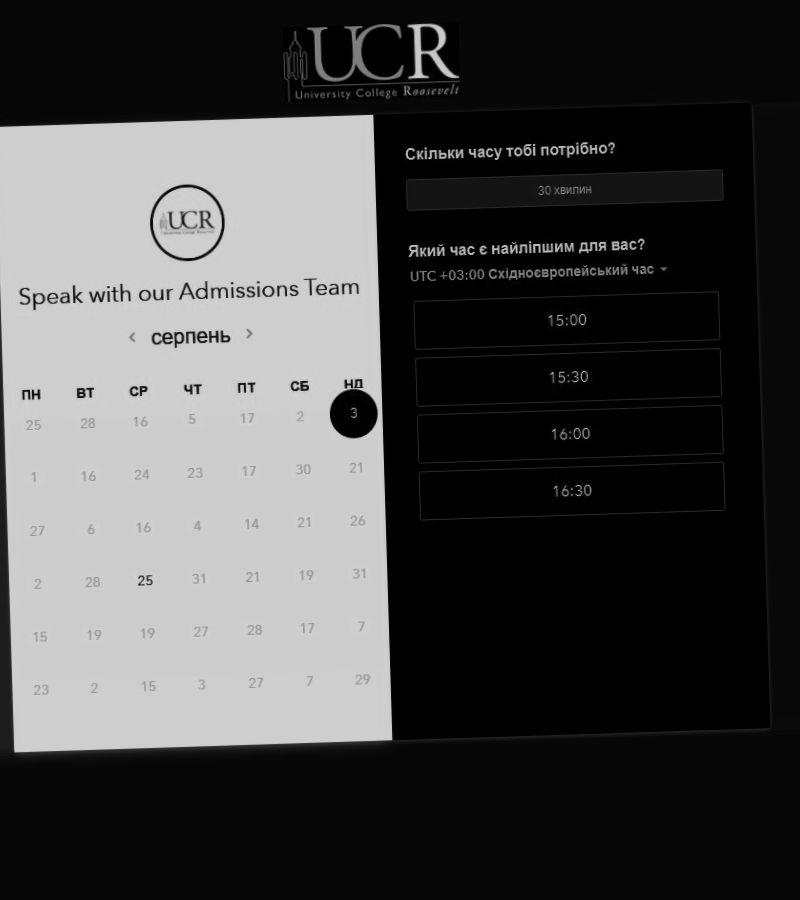 UCR
University College Roosevelt
UCR
Speak with our Admissions Team
серпень
ПН ВТ СР ЧТ ПТ СБ НД
25 28 16 5 17 2 3
1 16 24 23 17 30 21
27 6 16 4 14 21 26
2 28 25 31 21 19 31
15 19 19 27 28 17 7
23 2 15 3 27 7 29
Скільки часу тобі потрібно?
30 хвилин
Який час є найліпшим для вас?
UTC +03:00 Східноєвропейський час
15:00
15:30
16:00
16:30